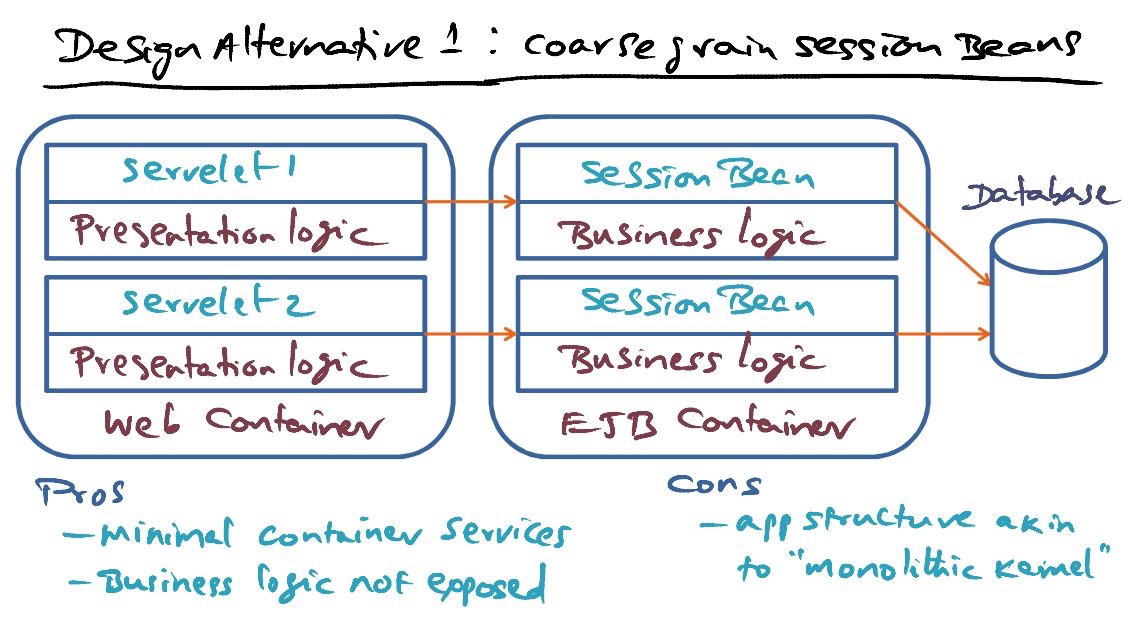 Design Alternative 1 : coarse grain session Beans
servelet 1
Session Bean
Database
Presentation logic
Business logic
servelet 2
Session Bean
Presentation logic
Business logic
Web Container
EJB Container
Pros
- Minimal container services
- Business logic not exposed
Cons
- app structure akin
to "monolithic kernel"